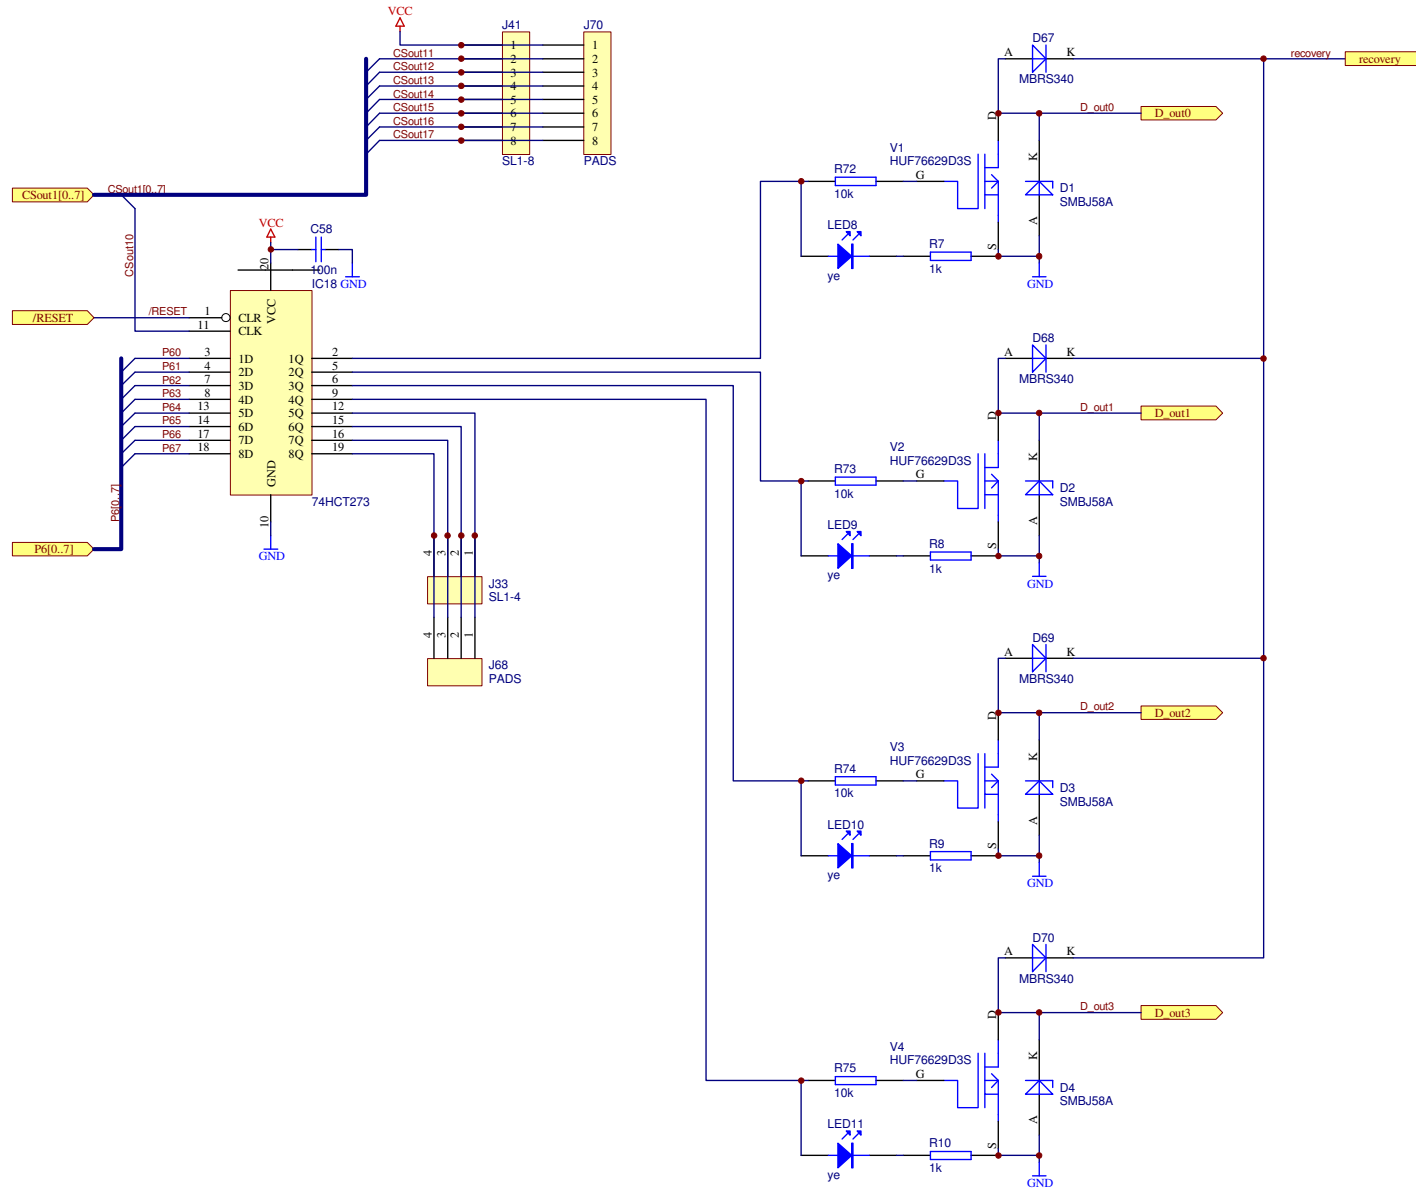 VCC
J41
J70
1 1
CSout11 2 2
CSout12 3 3
CSout13 4 4
CSout14 5 5
CSout15 6 6
CSout16 7 7
CSout17 8 8
SL1-8
PADS
CSout1[0..7]
CSout1[0..7]
CSout10
VCC
C58
100n
GND
IC18
20
VCC
/RESET
/RESET
1
CLR
11
CLK
P60 3 1D 1Q 2
P61 4 2D 2Q 5
P62 7 3D 3Q 6
P63 8 4D 4Q 9
P64 13 5D 5Q 12
P65 14 6D 6Q 15
P66 17 7D 7Q 16
P67 18 8D 8Q 19
GND
10
GND
74HCT273
P6[0..7]
P6[0..7]
4 3 2 1
J33
SL1-4
4 3 2 1
J68
PADS
D67
A K
MBRS340
recovery
recovery
D
D_out0
D_out0
V1
HUF76629D3S
G
R72
10k
K
D1
SMBJ58A
A
LED8
ye
R7
1k
S
GND
D68
A K
MBRS340
D
D_out1
D_out1
V2
HUF76629D3S
G
R73
10k
K
D2
SMBJ58A
A
LED9
ye
R8
1k
S
GND
D69
A K
MBRS340
D
D_out2
D_out2
V3
HUF76629D3S
G
R74
10k
K
D3
SMBJ58A
A
LED10
ye
R9
1k
S
GND
D70
A K
MBRS340
D
D_out3
D_out3
V4
HUF76629D3S
G
R75
10k
K
D4
SMBJ58A
A
LED11
ye
R10
1k
S
GND